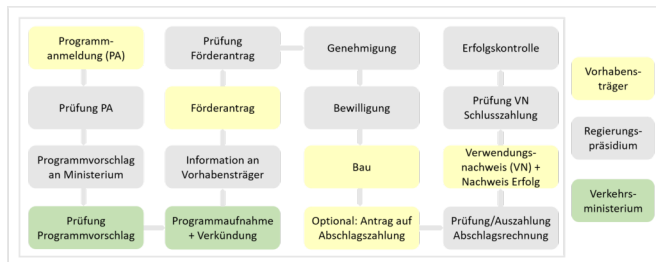 Programm-
anmeldung (PA)
Prüfung PA
Programmvorschlag
an Ministerium
Prüfung
Programmvorschlag
Programmaufnahme
+ Verkündung
Information an
Vorhabensträger
Förderantrag
Prüfung
Förderantrag
Genehmigung
Bewilligung
Bau
Optional: Antrag auf
Abschlagszahlung
Prüfung/Auszahlung
Abschlagsrechnung
Verwendungs-
nachweis (VN) +
Nachweis Erfolg
Prüfung VN
Schlusszahlung
Erfolgskontrolle
Vorhabens-
träger
Regierungs-
präsidium
Verkehrs-
ministerium